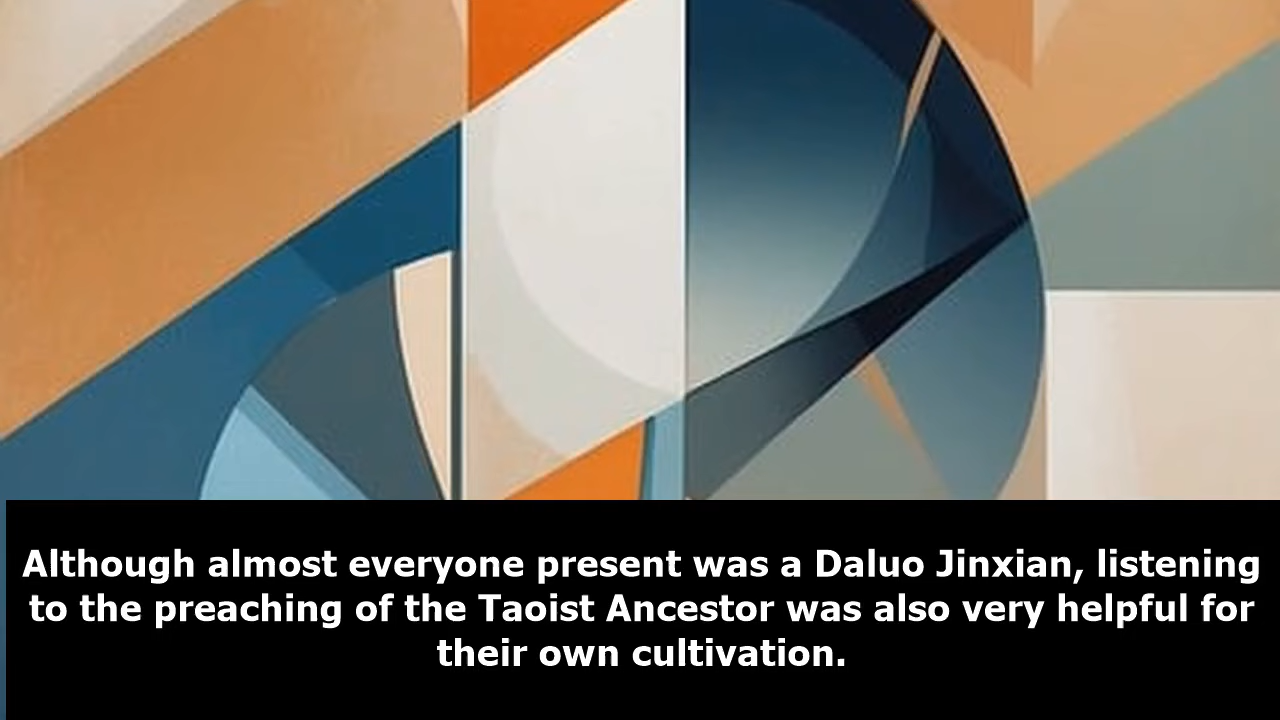 Although almost everyone present was a Daluo Jinxian, listening
to the preaching of the Taoist Ancestor was also very helpful for
their own cultivation.